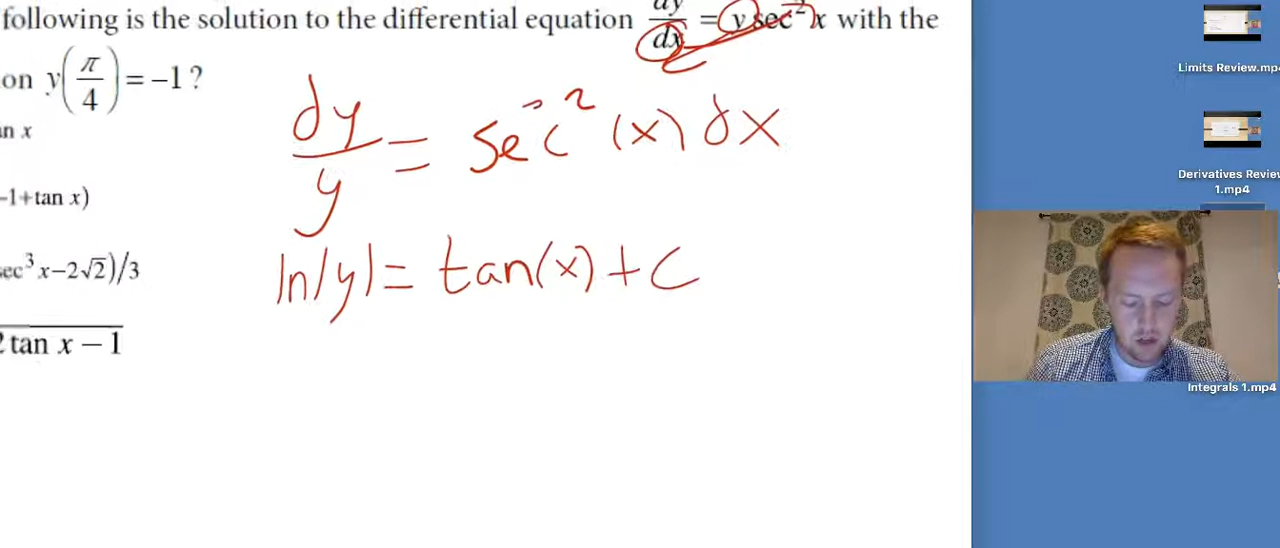 following is the solution to the differential equation dy/dx = y sec²x with the
on y(π/4) = −1?
an x
−1+tan x)
sec³x−2√2)/3
2 tan x − 1
dy/y = sec²(x) dx
ln|y| = tan(x) + C
Limits Review.mp
Derivatives Review
1.mp4
Integrals 1.mp4